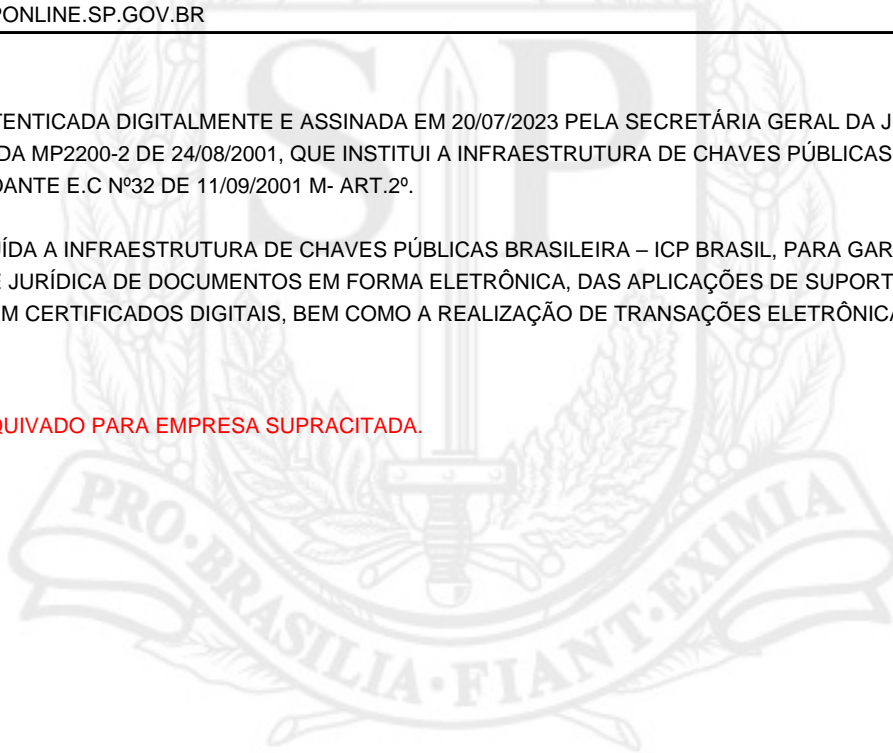 PONLINE.SP.GOV.BR
TENTICADA DIGITALMENTE E ASSINADA EM 20/07/2023 PELA SECRETÁRIA GERAL DA J
DA MP2200-2 DE 24/08/2001, QUE INSTITUI A INFRAESTRUTURA DE CHAVES PÚBLICAS
DANTE E.C Nº32 DE 11/09/2001 M- ART.2º.
ÍDA A INFRAESTRUTURA DE CHAVES PÚBLICAS BRASILEIRA – ICP BRASIL, PARA GAR
E JURÍDICA DE DOCUMENTOS EM FORMA ELETRÔNICA, DAS APLICAÇÕES DE SUPORT
M CERTIFICADOS DIGITAIS, BEM COMO A REALIZAÇÃO DE TRANSAÇÕES ELETRÔNICA
QUIVADO PARA EMPRESA SUPRACITADA.
SP
PRO·BRASILIA·FIANT·EXIMIA